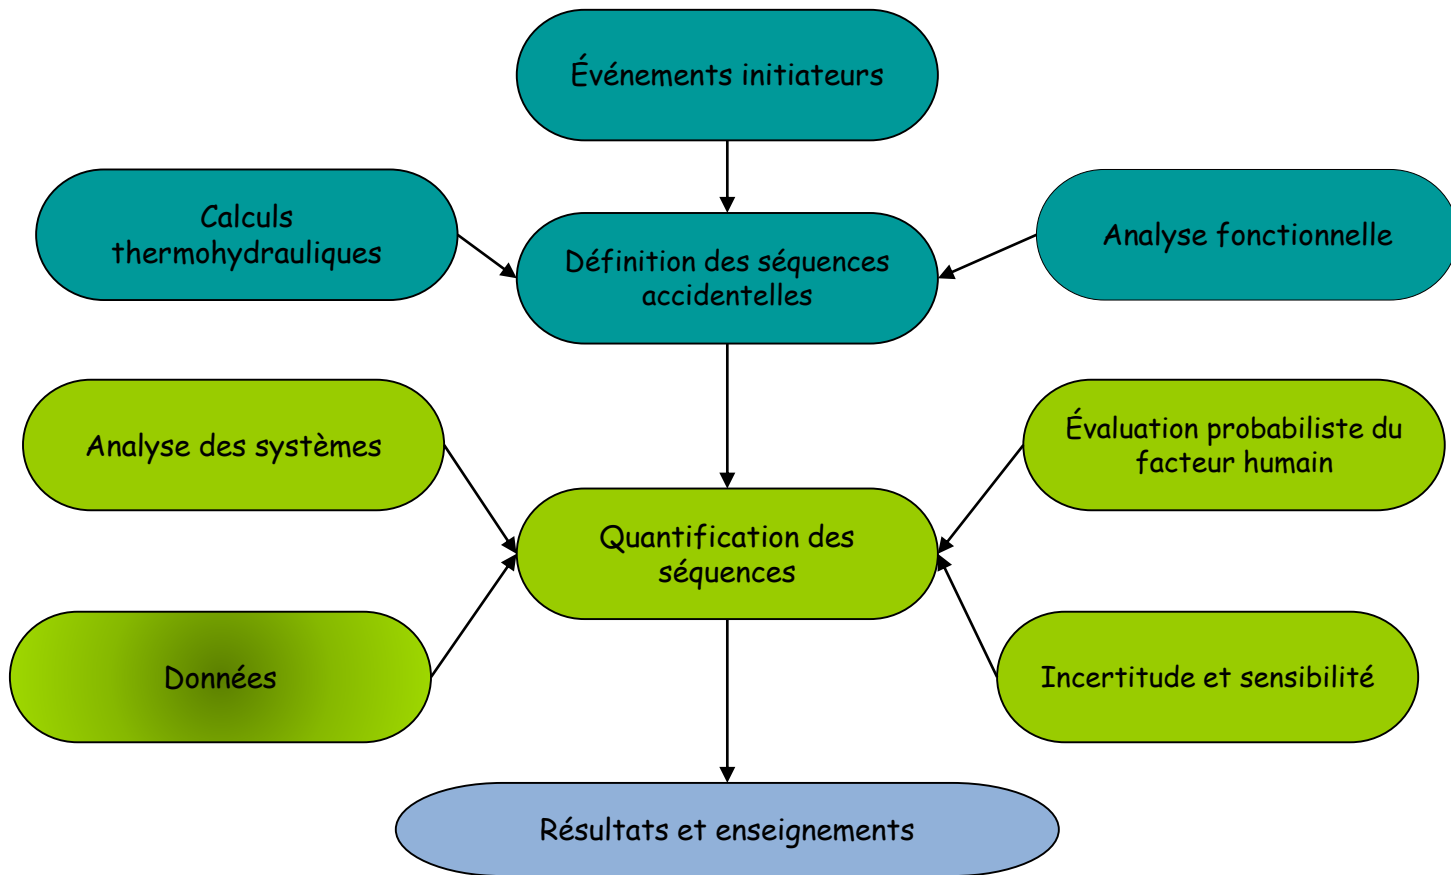 Événements initiateurs
Calculs
thermohydrauliques
Analyse fonctionnelle
Définition des séquences
accidentelles
Analyse des systèmes
Évaluation probabiliste du
facteur humain
Quantification des
séquences
Données
Incertitude et sensibilité
Résultats et enseignements